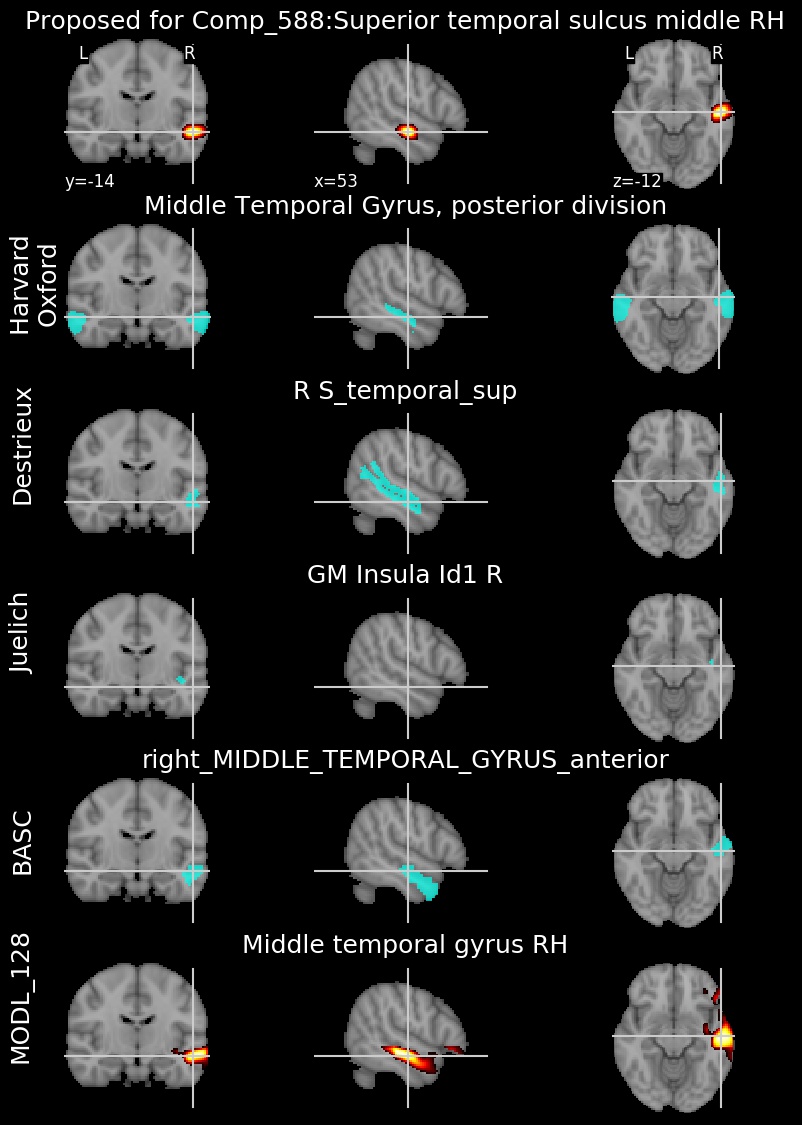 Proposed for Comp_588:Superior temporal sulcus middle RH
L R L R
y=-14 x=53 z=-12
Middle Temporal Gyrus, posterior division
Harvard
Oxford
R S_temporal_sup
Destrieux
GM Insula Id1 R
Juelich
right_MIDDLE_TEMPORAL_GYRUS_anterior
BASC
Middle temporal gyrus RH
MODL_128